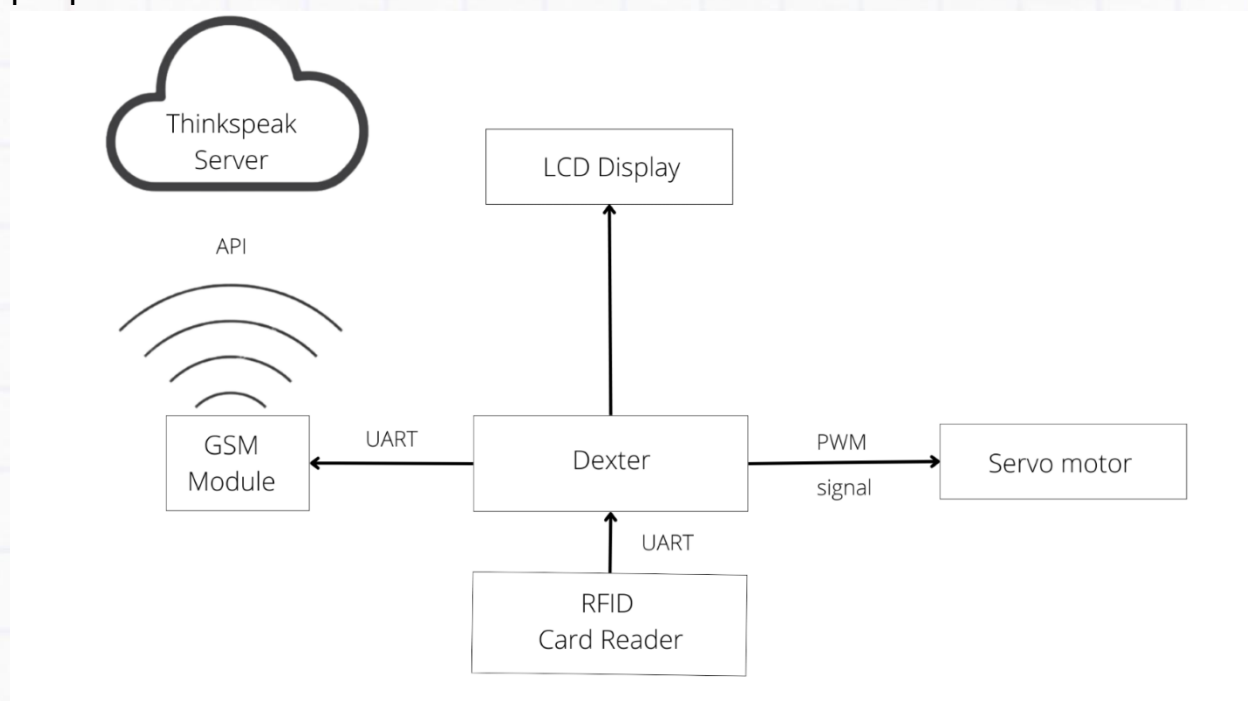 Thinkspeak
Server
LCD Display
API
GSM
Module
UART
Dexter
PWM
signal
Servo motor
UART
RFID
Card Reader